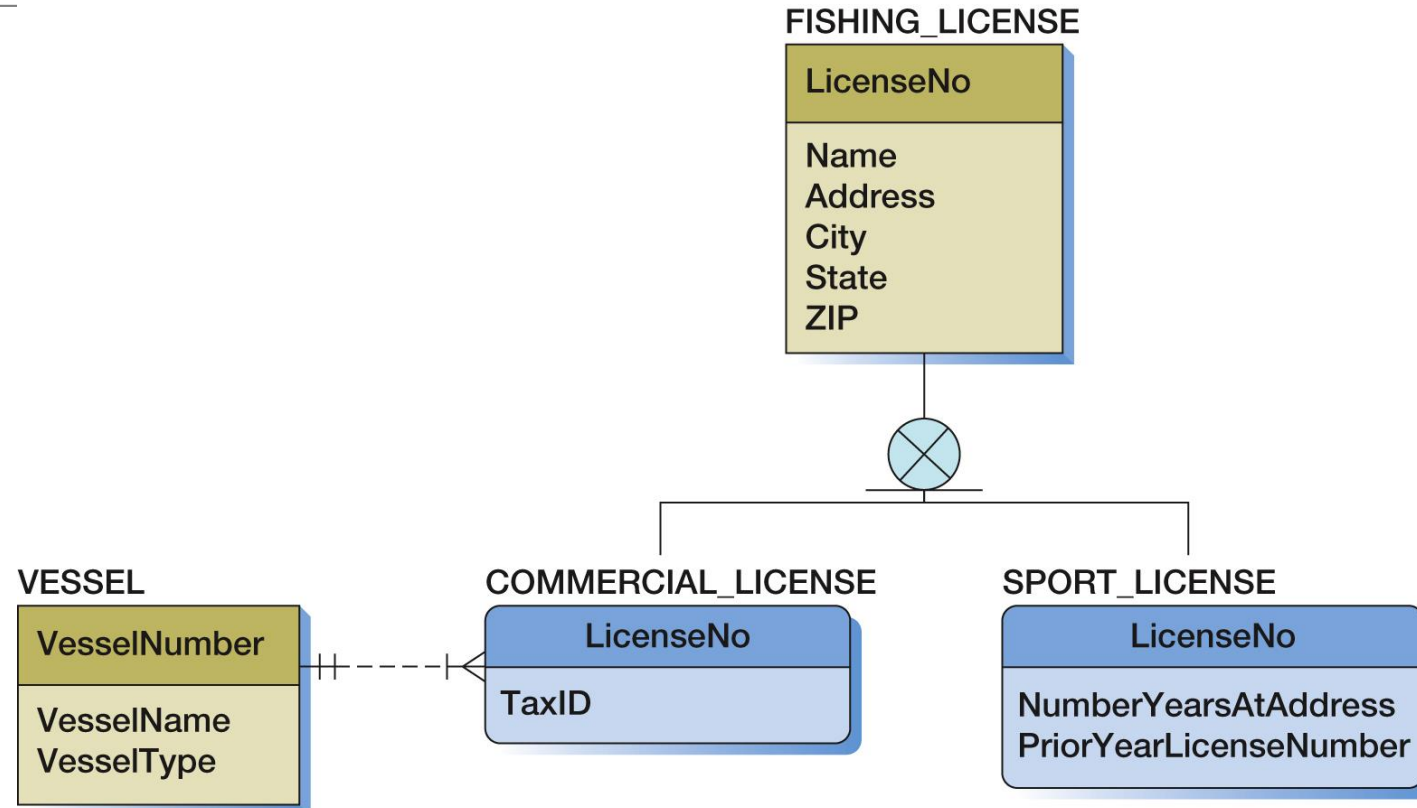 FISHING_LICENSE
LicenseNo
Name
Address
City
State
ZIP
VESSEL
VesselNumber
VesselName
VesselType
COMMERCIAL_LICENSE
LicenseNo
TaxID
SPORT_LICENSE
LicenseNo
NumberYearsAtAddress
PriorYearLicenseNumber